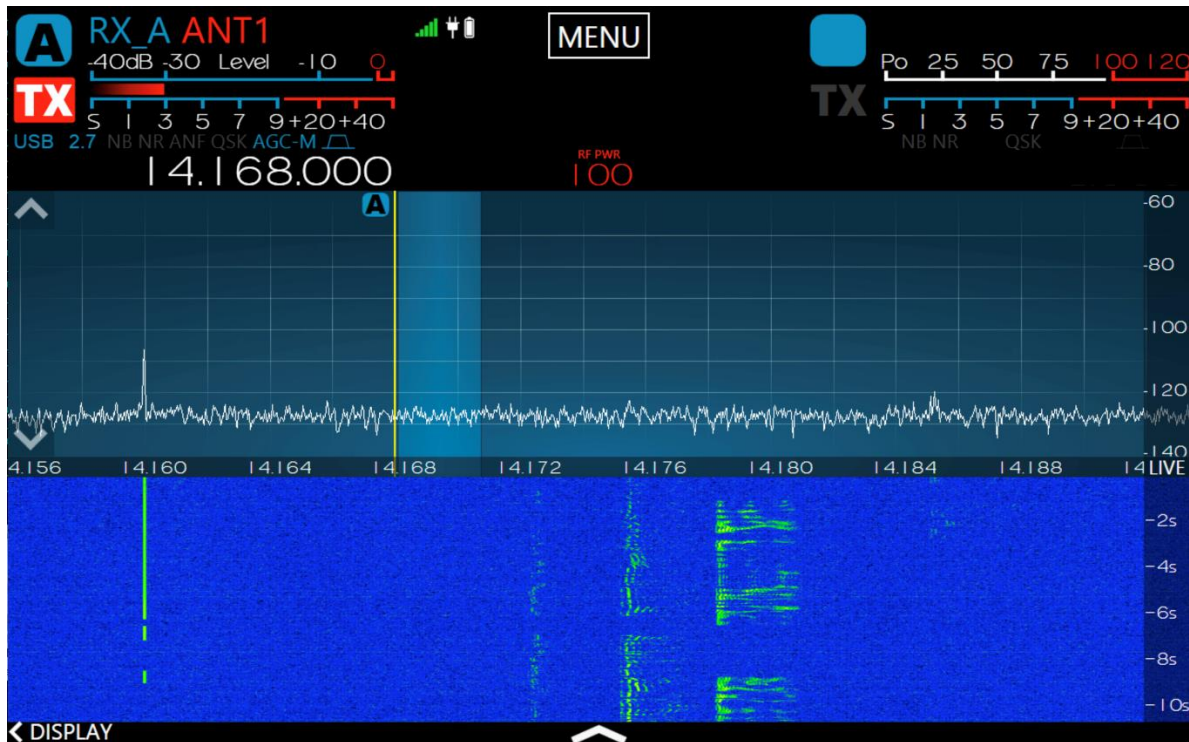 A RX_A ANT1 MENU
-40dB -30 Level -10 0 Po 25 50 75 100 120
TX TX
S 1 3 5 7 9+20+40 S 1 3 5 7 9+20+40
USB 2.7 NB NR ANF QSK AGC-M NB NR QSK
14.168.000 RF PWR
100
A
-60
-80
-100
-120
-140
4.156 14.160 14.164 14.168 14.172 14.176 14.180 14.184 14.188 14 LIVE
-2s
-4s
-6s
-8s
-10s
DISPLAY